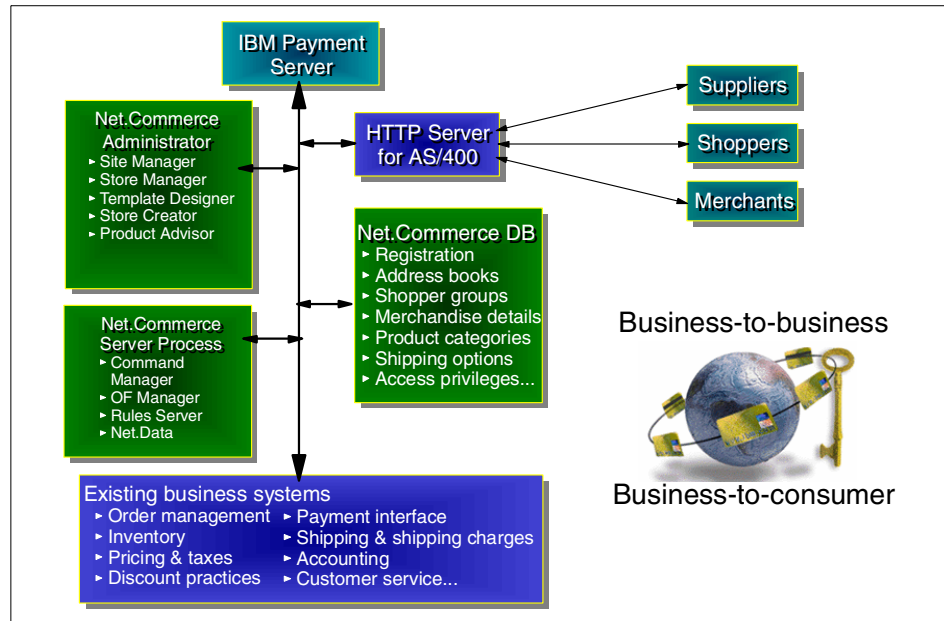 IBM Payment
Server
Net.Commerce
Administrator
► Site Manager
► Store Manager
► Template Designer
► Store Creator
► Product Advisor
HTTP Server
for AS/400
Suppliers
Shoppers
Merchants
Net.Commerce DB
► Registration
► Address books
► Shopper groups
► Merchandise details
► Product categories
► Shipping options
► Access privileges...
Net.Commerce
Server Process
► Command
Manager
► OF Manager
► Rules Server
► Net.Data
Business-to-business
Business-to-consumer
Existing business systems
► Order management
► Inventory
► Pricing & taxes
► Discount practices
► Payment interface
► Shipping & shipping charges
► Accounting
► Customer service...